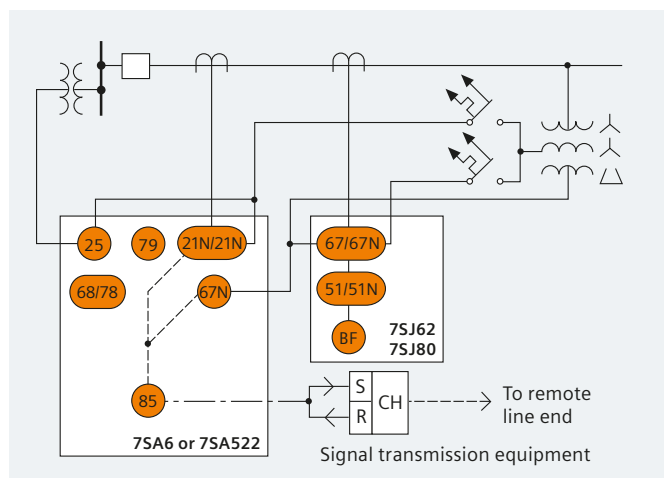 25
79
21N/21N
67/67N
68/78
67N
51/51N
BF
7SJ62
7SJ80
85
S
R
CH
To remote
line end
7SA6 or 7SA522
Signal transmission equipment